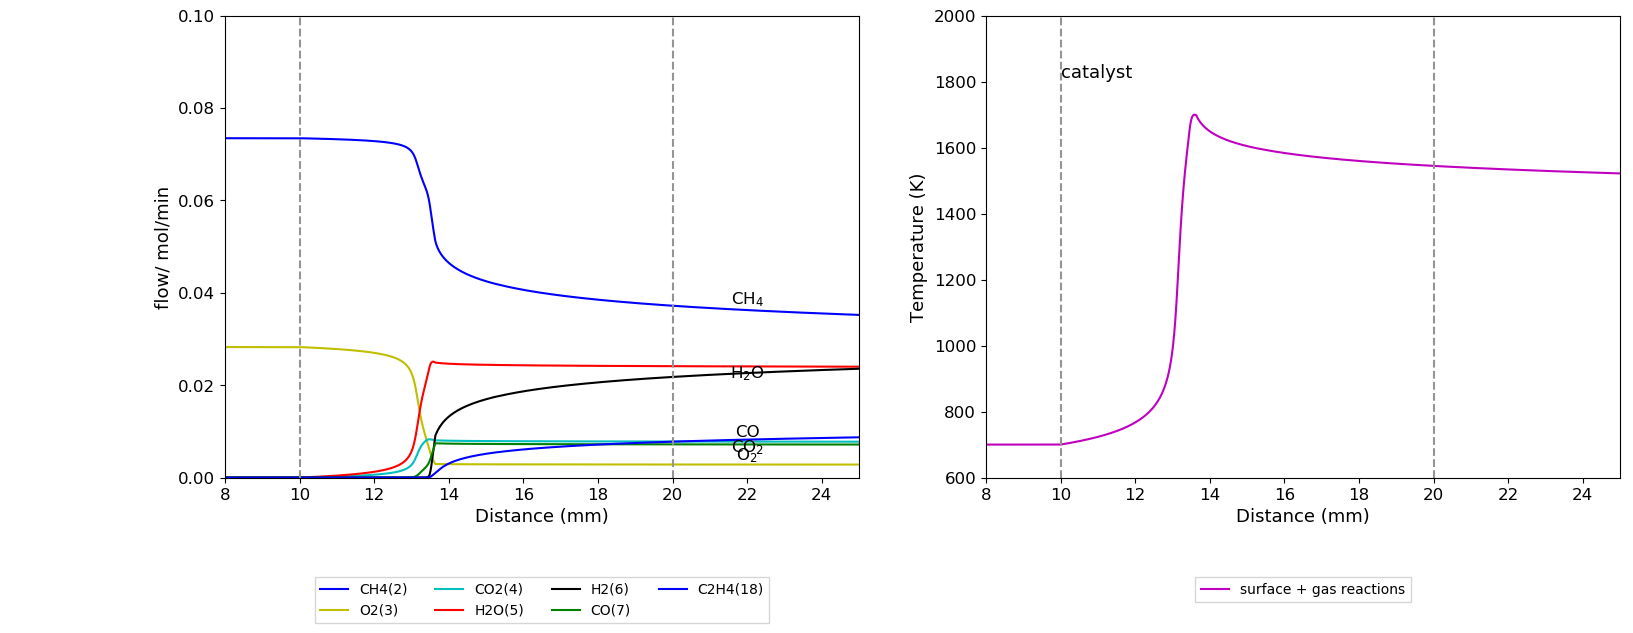 0.10
0.08
0.06
0.04
0.02
0.00
flow/ mol/min
8 10 12 14 16 18 20 22 24
Distance (mm)
CH₄
H₂O
CO
CO₂
O₂
CH4(2) CO2(4) H2(6) C2H4(18)
O2(3) H2O(5) CO(7)
2000
1800
1600
1400
1200
1000
800
600
Temperature (K)
catalyst
8 10 12 14 16 18 20 22 24
Distance (mm)
surface + gas reactions